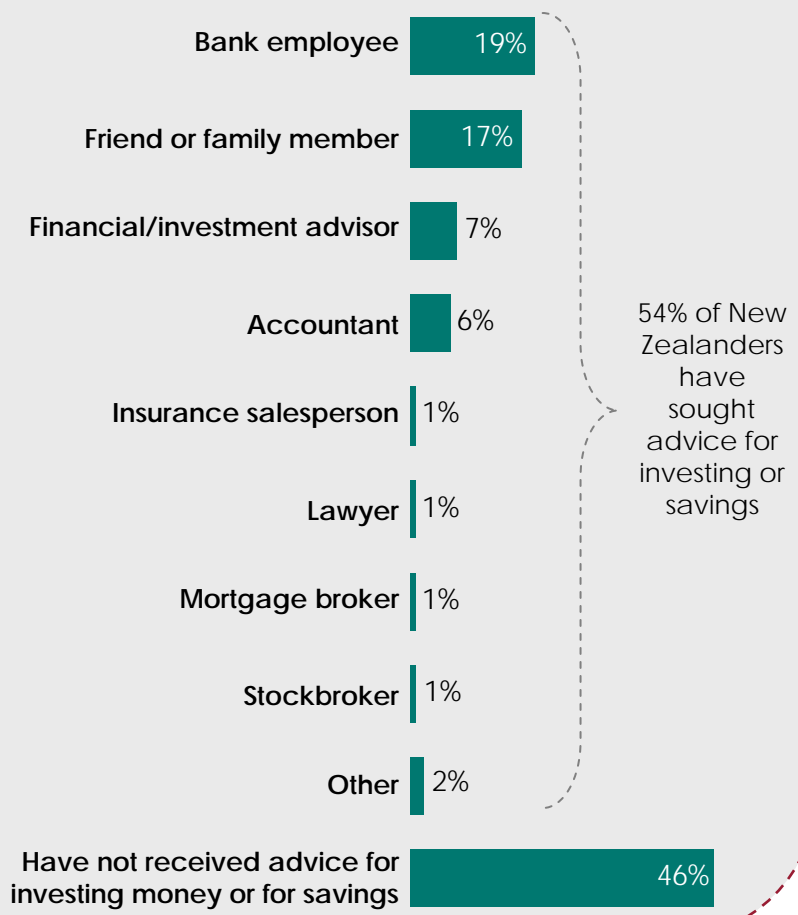 Bank employee 19%
Friend or family member 17%
Financial/investment advisor 7%
Accountant 6%
Insurance salesperson 1%
Lawyer 1%
Mortgage broker 1%
Stockbroker 1%
Other 2%
Have not received advice for
investing money or for savings 46%
54% of New
Zealanders
have
sought
advice for
investing or
savings